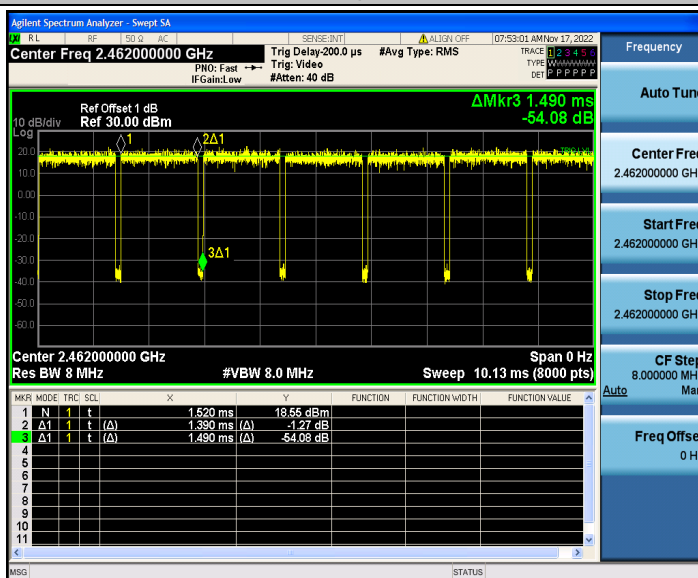 Agilent Spectrum Analyzer - Swept SA
RL RF 50 Ω AC SENSE:INT ALIGN OFF 07:53:01 AM Nov 17, 2022
Center Freq 2.462000000 GHz
PNO: Fast
IFGain:Low
Trig Delay-200.0 µs
Trig: Video
#Atten: 40 dB
#Avg Type: RMS
TRACE 1 2 3 4 5 6
TYPE
DET P P P P P P
Frequency
Auto Tune
Center Freq
2.462000000 GH
Start Freq
2.462000000 GH
Stop Freq
2.462000000 GH
CF Step
8.000000 MH
Auto Man
Freq Offse
0 H
ΔMkr3 1.490 ms
-54.08 dB
Ref Offset 1 dB
Ref 30.00 dBm
10 dB/div
Log
1
2Δ1
3Δ1
20.0
10.0
0.00
-10.0
-20.0
-30.0
-40.0
-50.0
-60.0
Center 2.462000000 GHz
Span 0 Hz
Res BW 8 MHz
#VBW 8.0 MHz
Sweep 10.13 ms (8000 pts)
MKR MODE TRC SCL X Y FUNCTION FUNCTION WIDTH FUNCTION VALUE
1 N 1 t 1.520 ms 18.55 dBm
2 Δ1 1 t (Δ) 1.390 ms (Δ) -1.27 dB
3 Δ1 1 t (Δ) 1.490 ms (Δ) -54.08 dB
4
5
6
7
8
9
10
11
MSG
STATUS